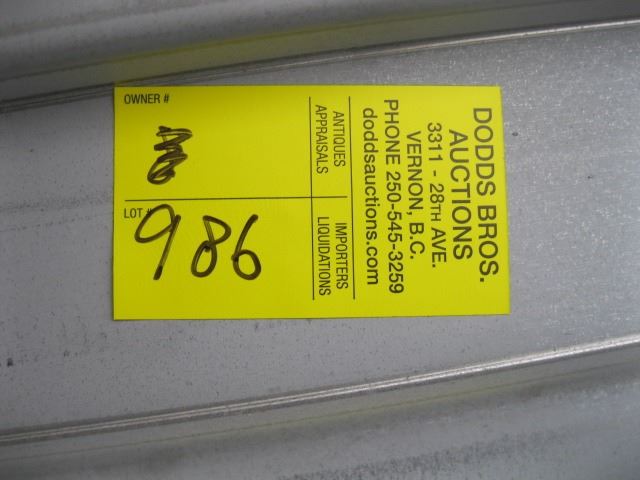 DODDS BROS.
AUCTIONS
3311 - 28TH AVE.
VERNON, B.C.
PHONE 250-545-3259
doddsauctions.com
ANTIQUES
APPRAISALS
IMPORTERS
LIQUIDATIONS
OWNER #
LOT #
986